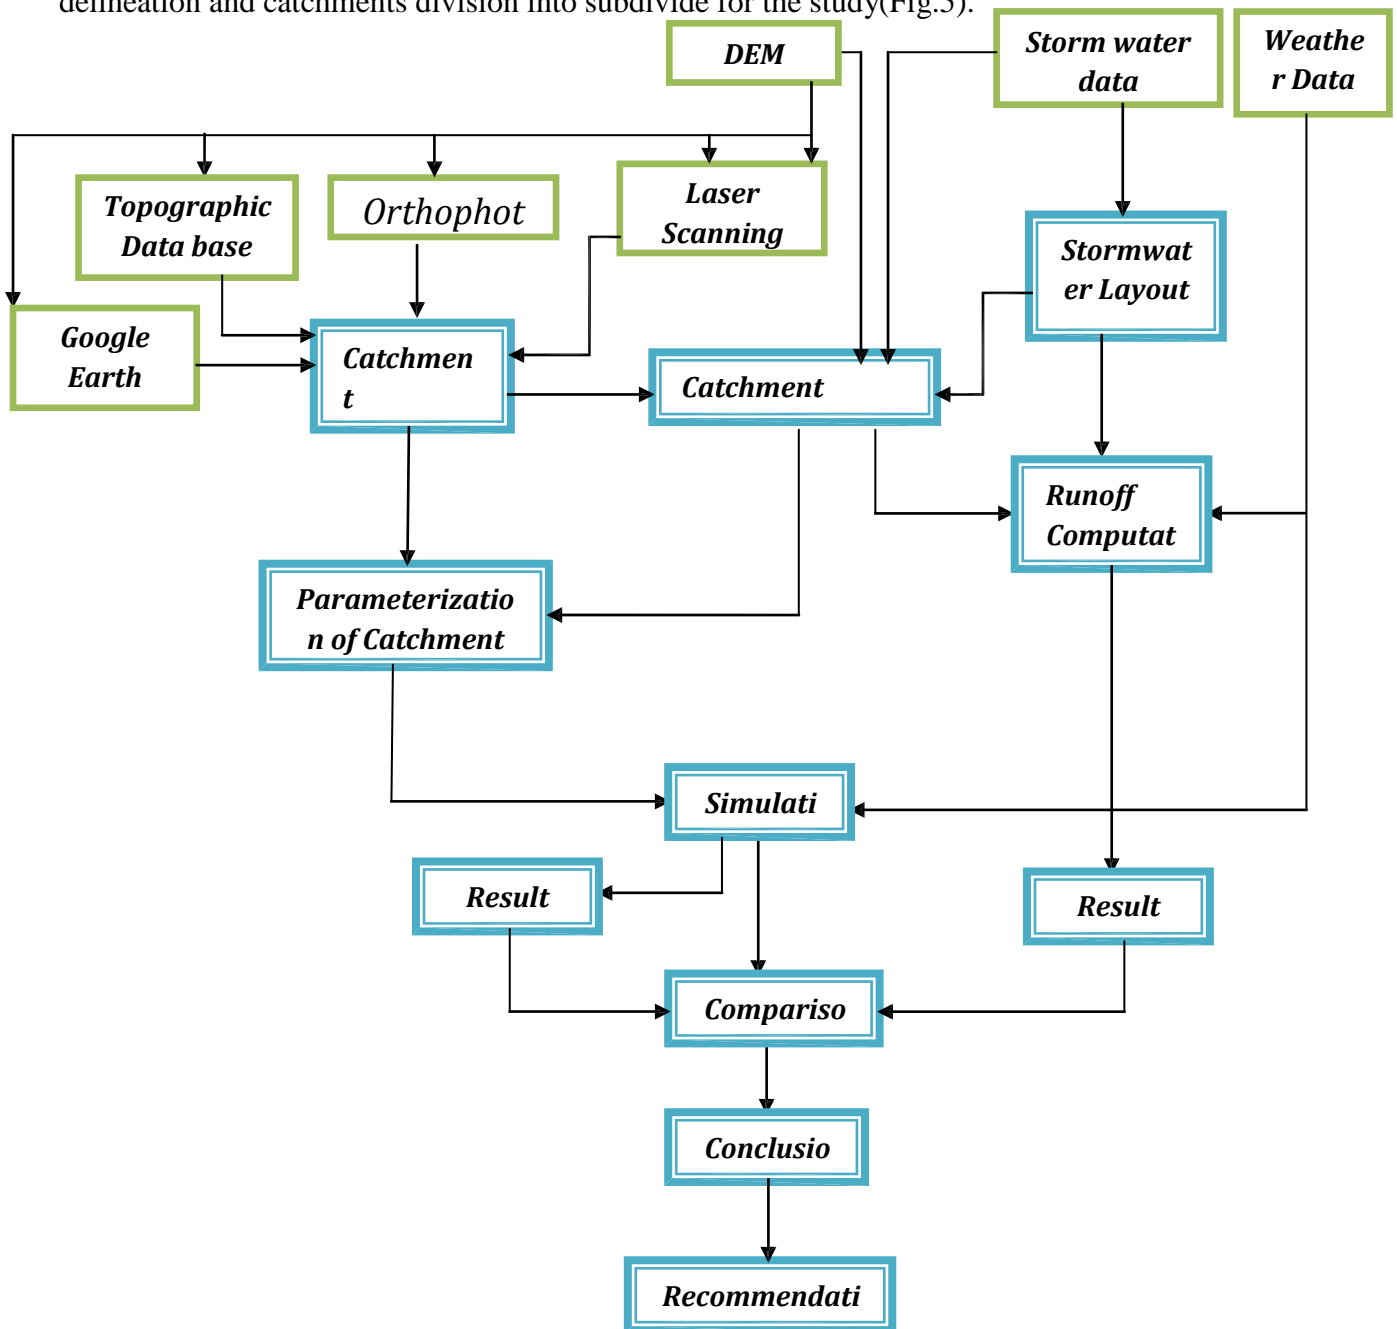 delineation and catchments division into subdivide for the study(Fig.5).
DEM
Storm water
data
Weathe
r Data
Topographic
Data base
Orthophot
Laser
Scanning
Stormwat
er Layout
Google
Earth
Catchmen
t
Catchment
Runoff
Computat
Parameterizatio
n of Catchment
Simulati
Result
Result
Compariso
Conclusio
Recommendati